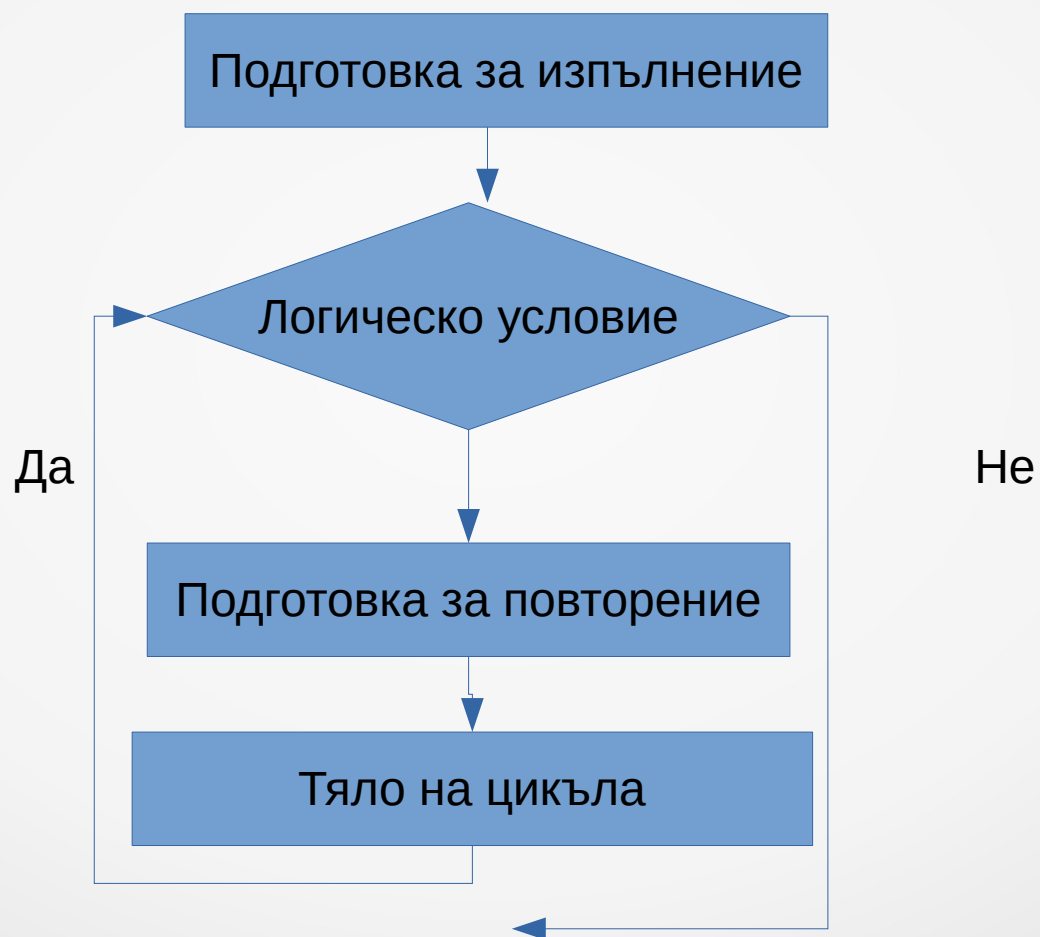 Подготовка за изпълнение
Логическо условие
Да
Не
Подготовка за повторение
Тяло на цикъла